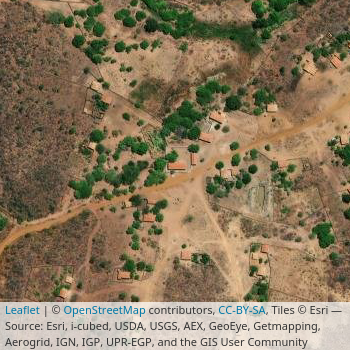 Leaflet | © OpenStreetMap contributors, CC-BY-SA, Tiles © Esri —
Source: Esri, i-cubed, USDA, USGS, AEX, GeoEye, Getmapping,
Aerogrid, IGN, IGP, UPR-EGP, and the GIS User Community